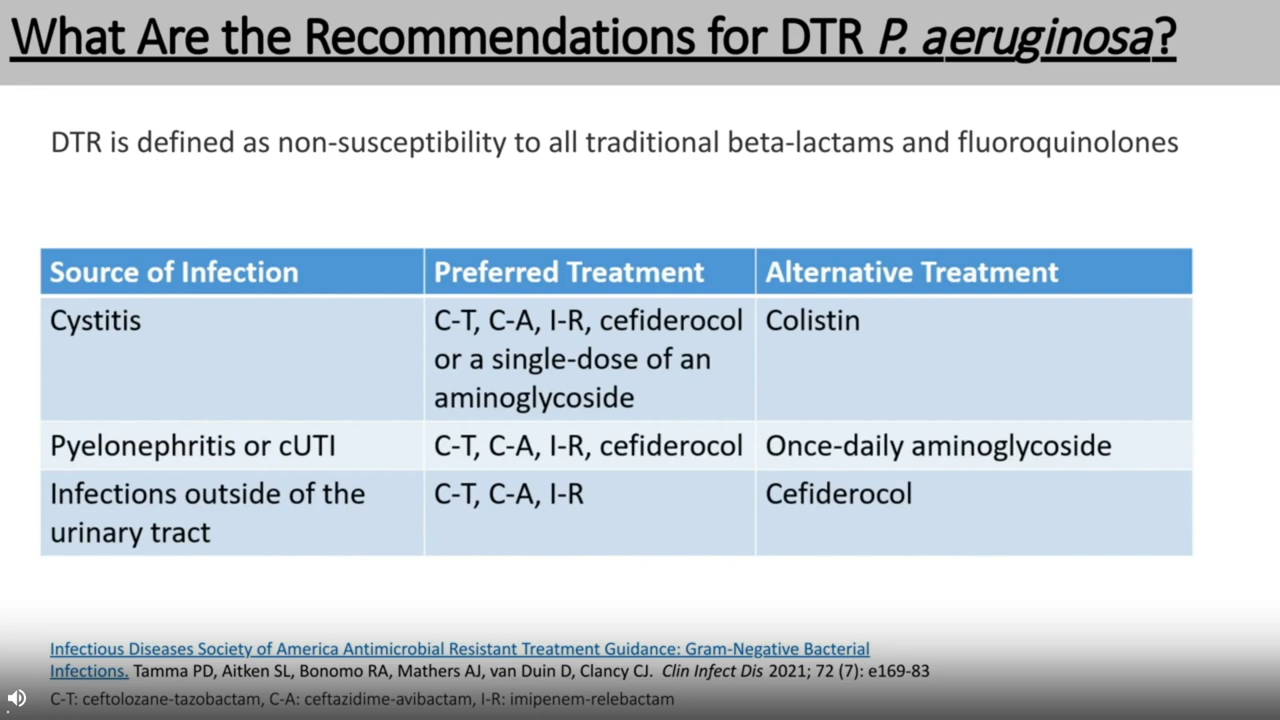 What Are the Recommendations for DTR P. aeruginosa?
DTR is defined as non-susceptibility to all traditional beta-lactams and fluoroquinolones
Source of Infection Preferred Treatment Alternative Treatment
Cystitis C-T, C-A, I-R, cefiderocol Colistin
or a single-dose of an
aminoglycoside
Pyelonephritis or cUTI C-T, C-A, I-R, cefiderocol Once-daily aminoglycoside
Infections outside of the C-T, C-A, I-R Cefiderocol
urinary tract
Infectious Diseases Society of America Antimicrobial Resistant Treatment Guidance: Gram-Negative Bacterial
Infections. Tamma PD, Aitken SL, Bonomo RA, Mathers AJ, van Duin D, Clancy CJ. Clin Infect Dis 2021; 72 (7): e169-83
C-T: ceftolozane-tazobactam, C-A: ceftazidime-avibactam, I-R: imipenem-relebactam